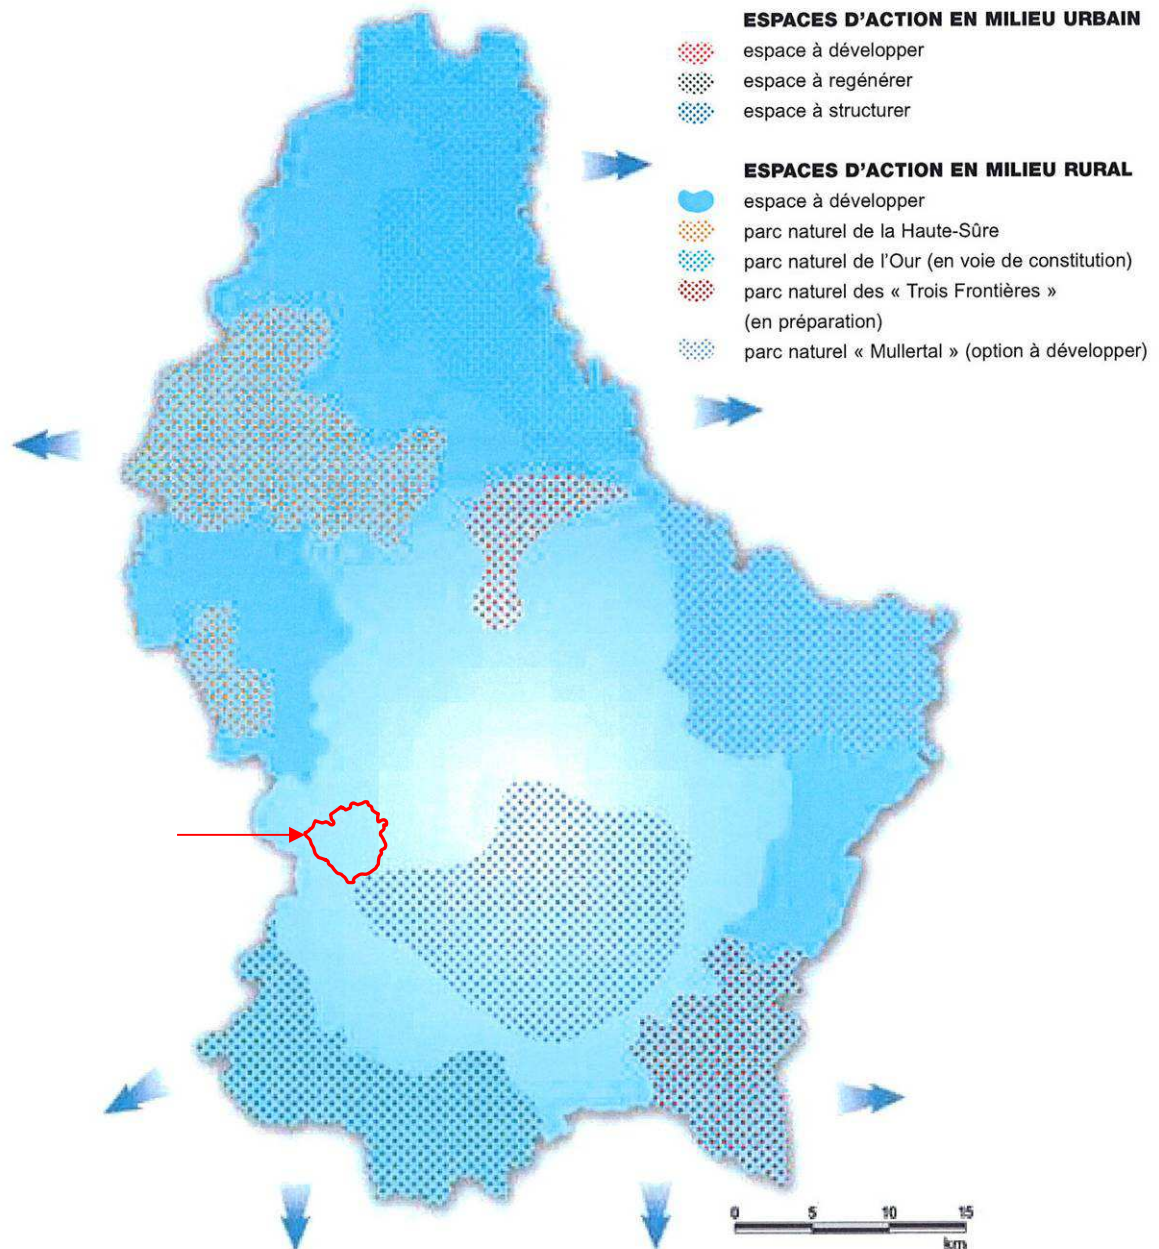 ESPACES D'ACTION EN MILIEU URBAIN
espace à développer
espace à regénérer
espace à structurer
ESPACES D'ACTION EN MILIEU RURAL
espace à développer
parc naturel de la Haute-Sûre
parc naturel de l'Our (en voie de constitution)
parc naturel des « Trois Frontières »
(en préparation)
parc naturel « Mullertal » (option à développer)
0 5 10 15
km